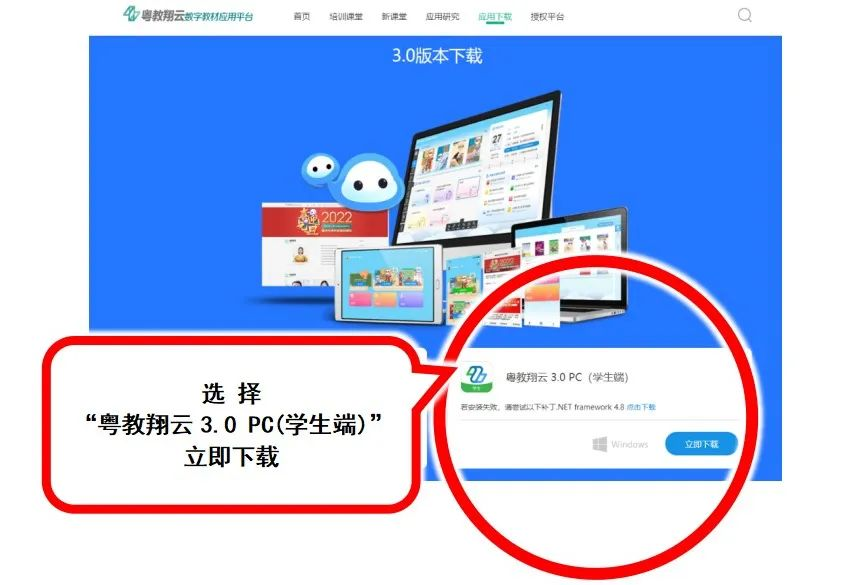 粤教翔云数字教材应用平台
首页 培训课堂 新课堂 应用研究 应用下载 授权平台
3.0版本下载
27
2022
选 择
“粤教翔云 3.0 PC(学生端)”
立即下载
学生
粤教翔云 3.0 PC（学生端）
若安装失败，请尝试以下补丁.NET framework 4.8 点击下载
Windows
立即下载